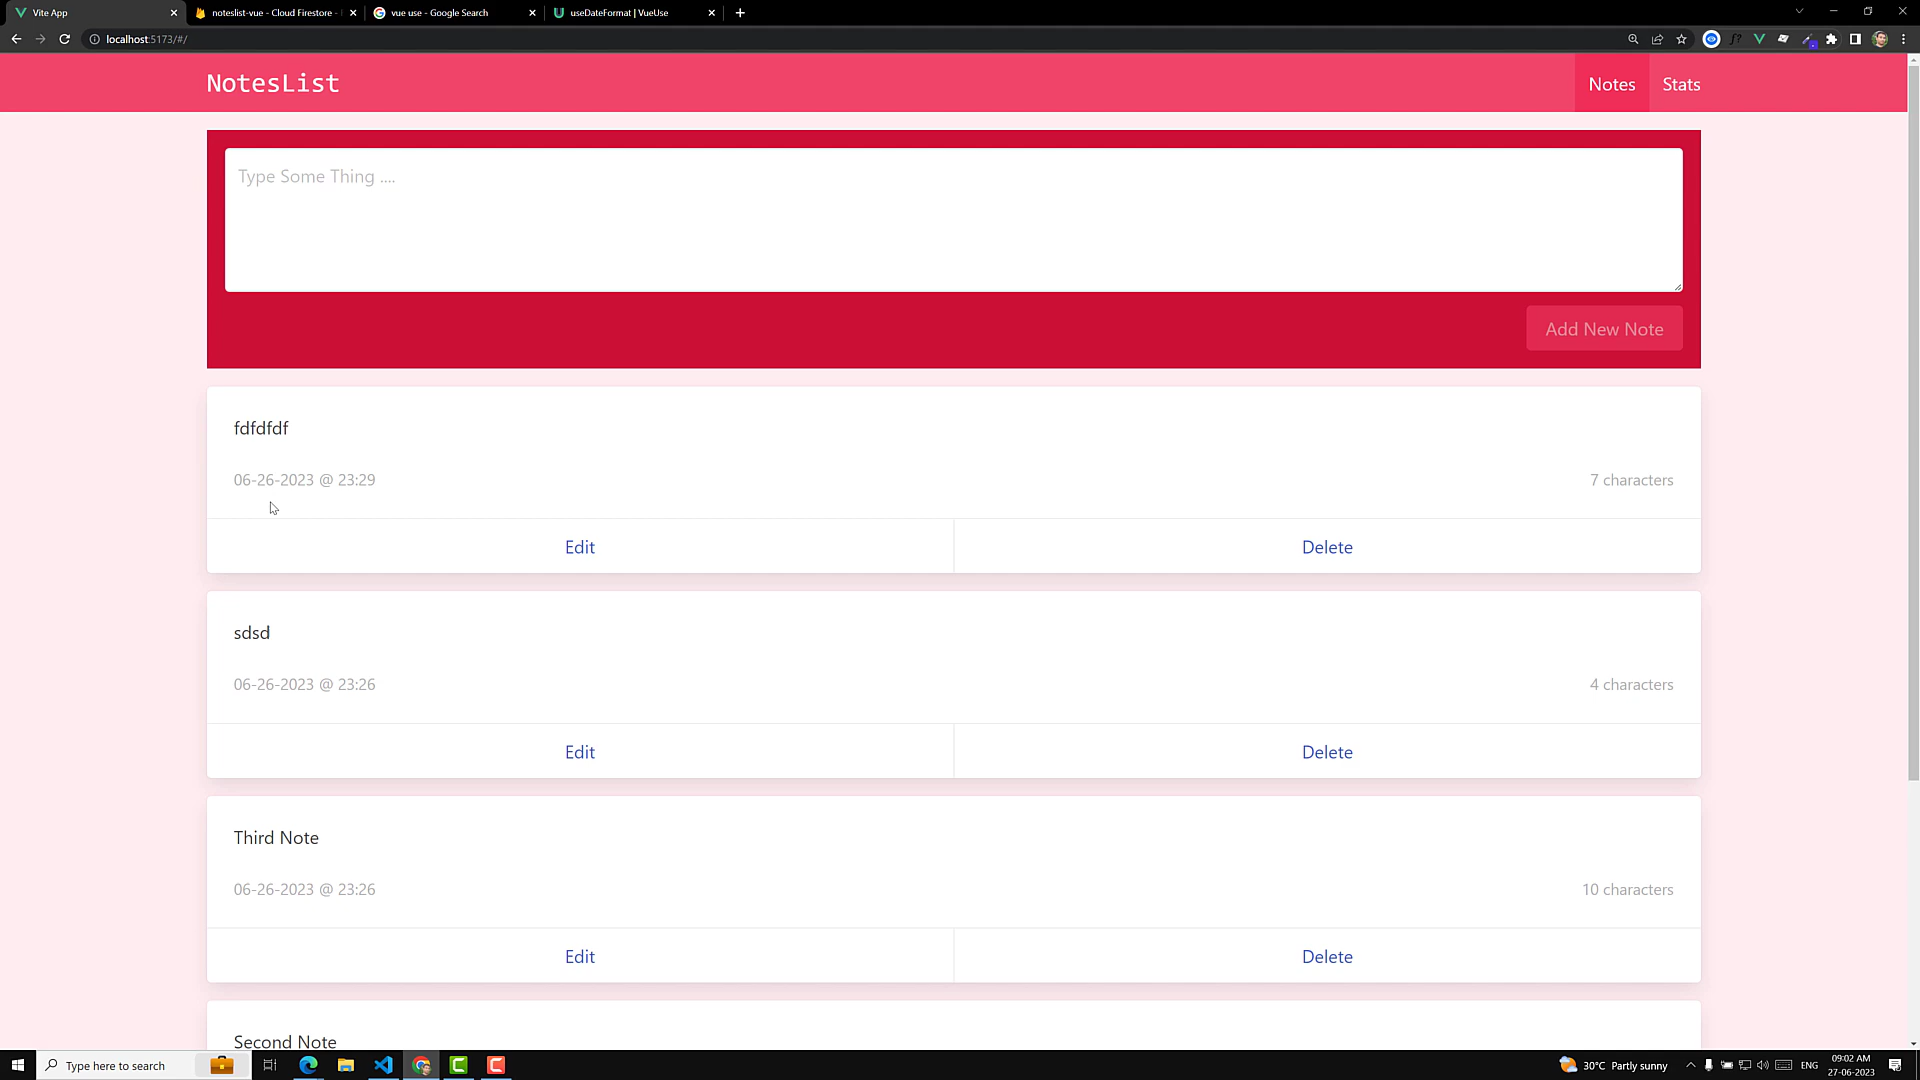 Vite App
noteslist-vue - Cloud Firestore -
vue use - Google Search
useDateFormat | VueUse
localhost:5173/#/
NotesList
Notes
Stats
Type Some Thing ....
Add New Note
fdfdfdf
06-26-2023 @ 23:29
7 characters
Edit
Delete
sdsd
06-26-2023 @ 23:26
4 characters
Edit
Delete
Third Note
06-26-2023 @ 23:26
10 characters
Edit
Delete
Second Note
Type here to search
30°C Partly sunny
ENG
09:02 AM
27-06-2023